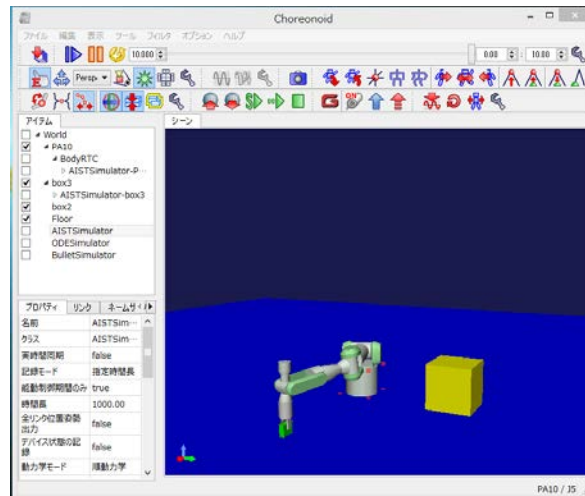 Choreonoid
ファイル 編集 表示 ツール フィルタ オプション ヘルプ
10.800 0.00 : 10.80
Persp
アイテム シーン
World
PA10
BodyRTC
AISTSimulator-P
box3
AISTSimulator-box3
box2
Floor
AISTSimulator
ODESimulator
BulletSimulator
プロパティ リンク ネームサイ
名前 AISTSim…
クラス AISTSim…
実時間同期 false
記録モード 指定時間長
能動制御期間のみ true
時間長 1000.00
全リンク位置姿勢出力 false
デバイス状態の記録 false
動力学モード 順動力学
PA10 / J5